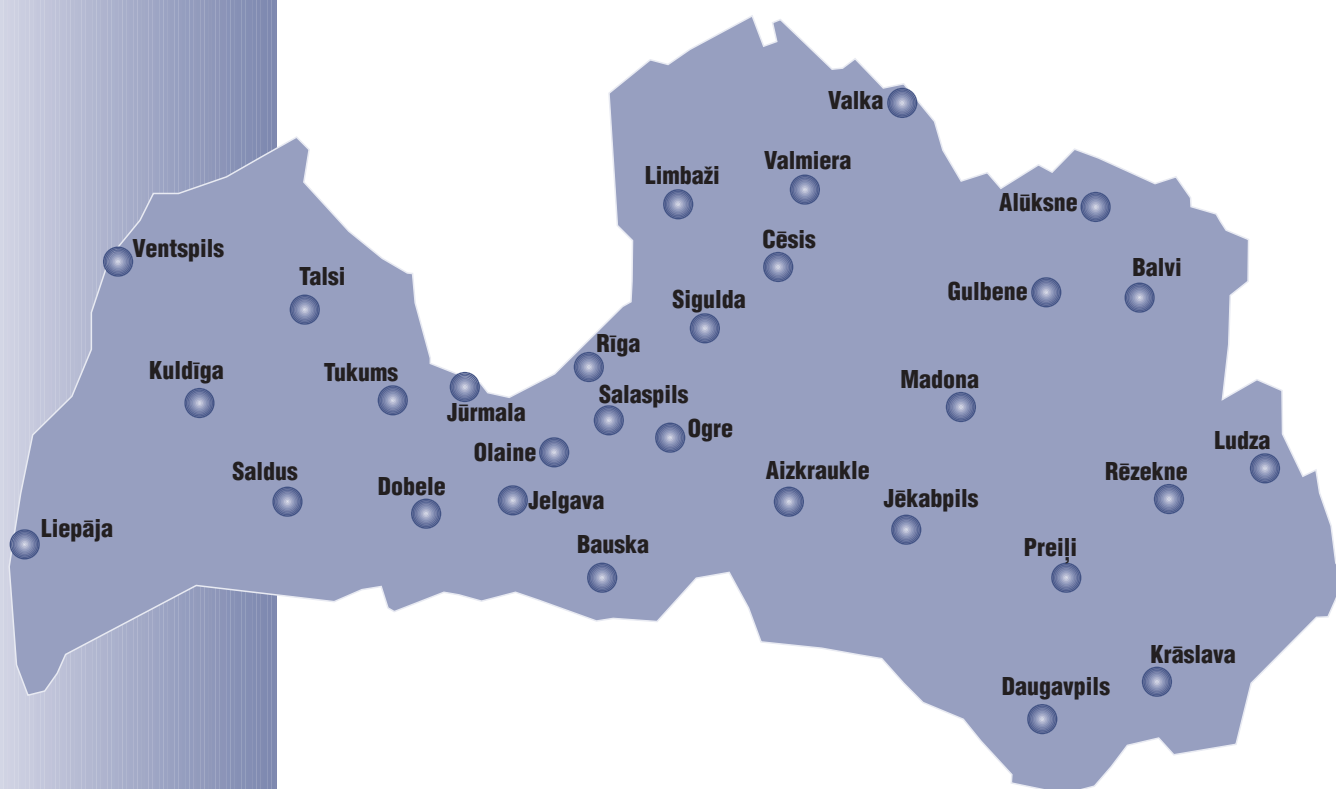 Valka
Valmiera
Limbaži
Alūksne
Ventspils
Cēsis
Talsi
Balvi
Gulbene
Sigulda
Rīga
Kuldīga
Tukums
Madona
Salaspils
Jūrmala
Ogre
Ludza
Olaine
Saldus
Aizkraukle
Rēzekne
Dobele
Jelgava
Jēkabpils
Liepāja
Bauska
Preiļi
Krāslava
Daugavpils